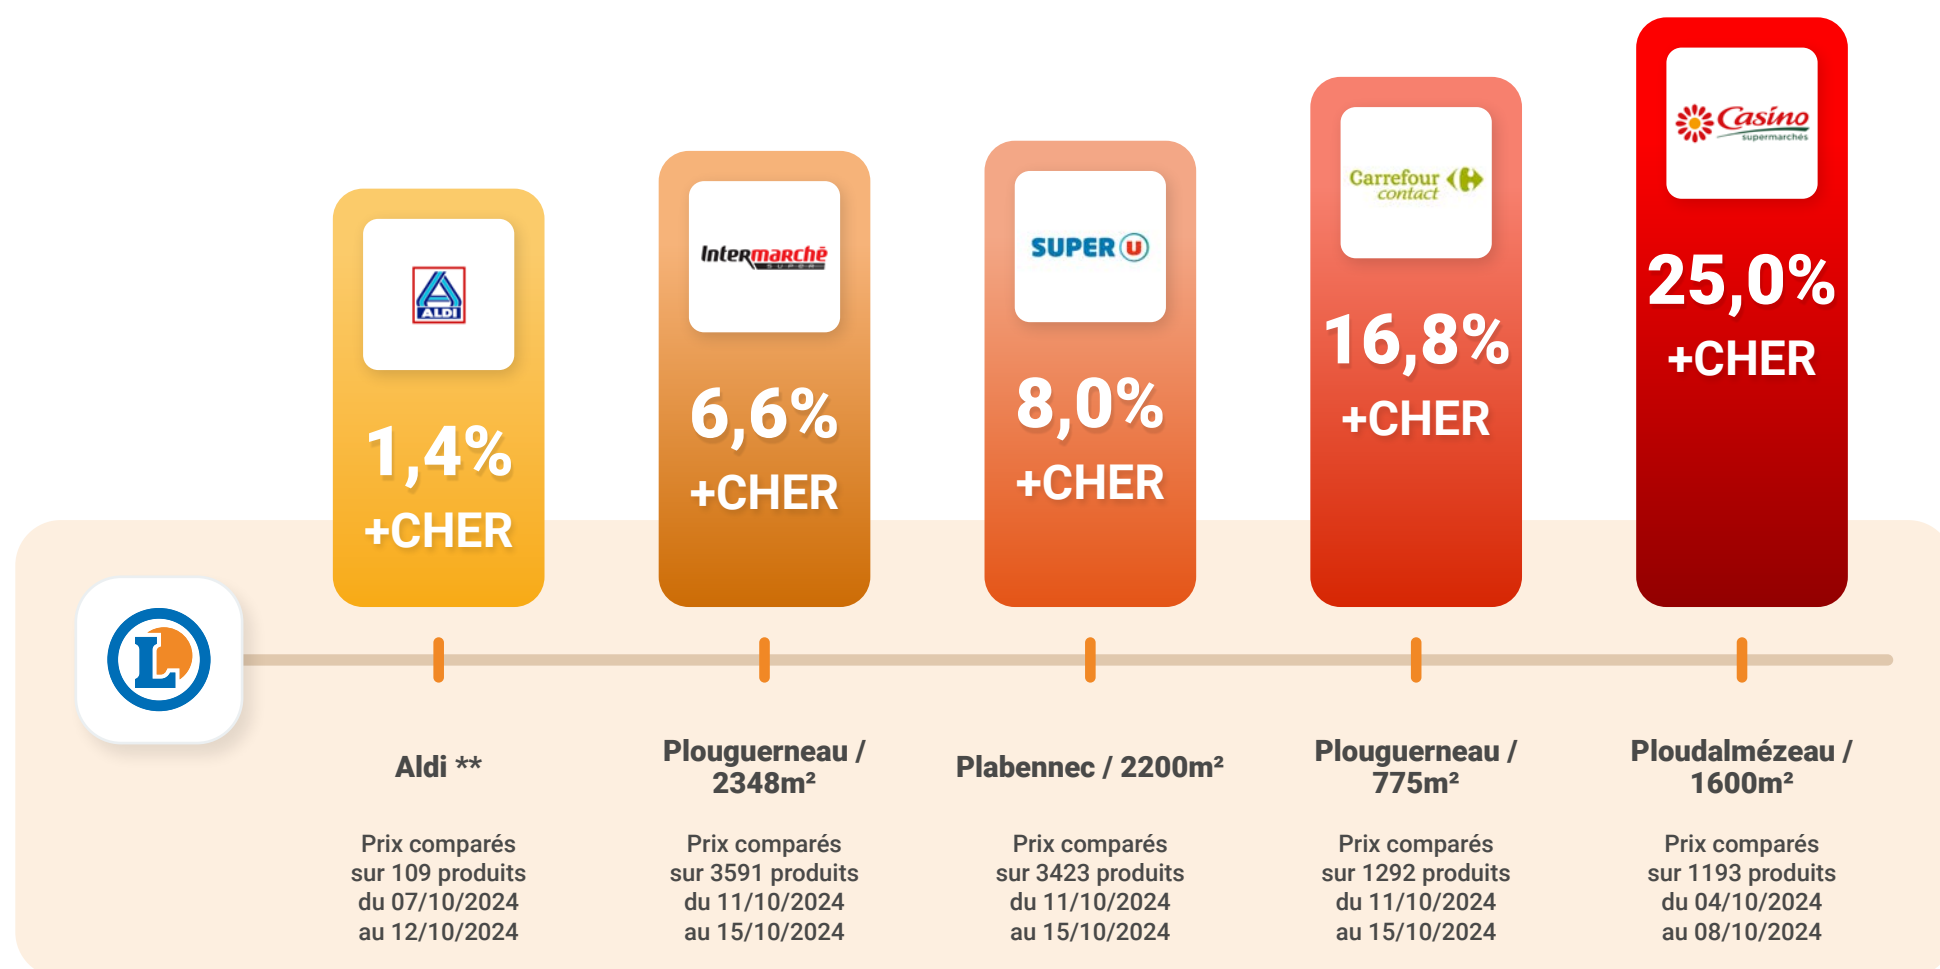 ALDI
1,4%
+CHER
Intermarché
SUPER
6,6%
+CHER
SUPER U
8,0%
+CHER
Carrefour
contact
16,8%
+CHER
Casino
supermarchés
25,0%
+CHER
L
Aldi **
Prix comparés
sur 109 produits
du 07/10/2024
au 12/10/2024
Plouguerneau /
2348m²
Prix comparés
sur 3591 produits
du 11/10/2024
au 15/10/2024
Plabennec / 2200m²
Prix comparés
sur 3423 produits
du 11/10/2024
au 15/10/2024
Plouguerneau /
775m²
Prix comparés
sur 1292 produits
du 11/10/2024
au 15/10/2024
Ploudalmézeau /
1600m²
Prix comparés
sur 1193 produits
du 04/10/2024
au 08/10/2024